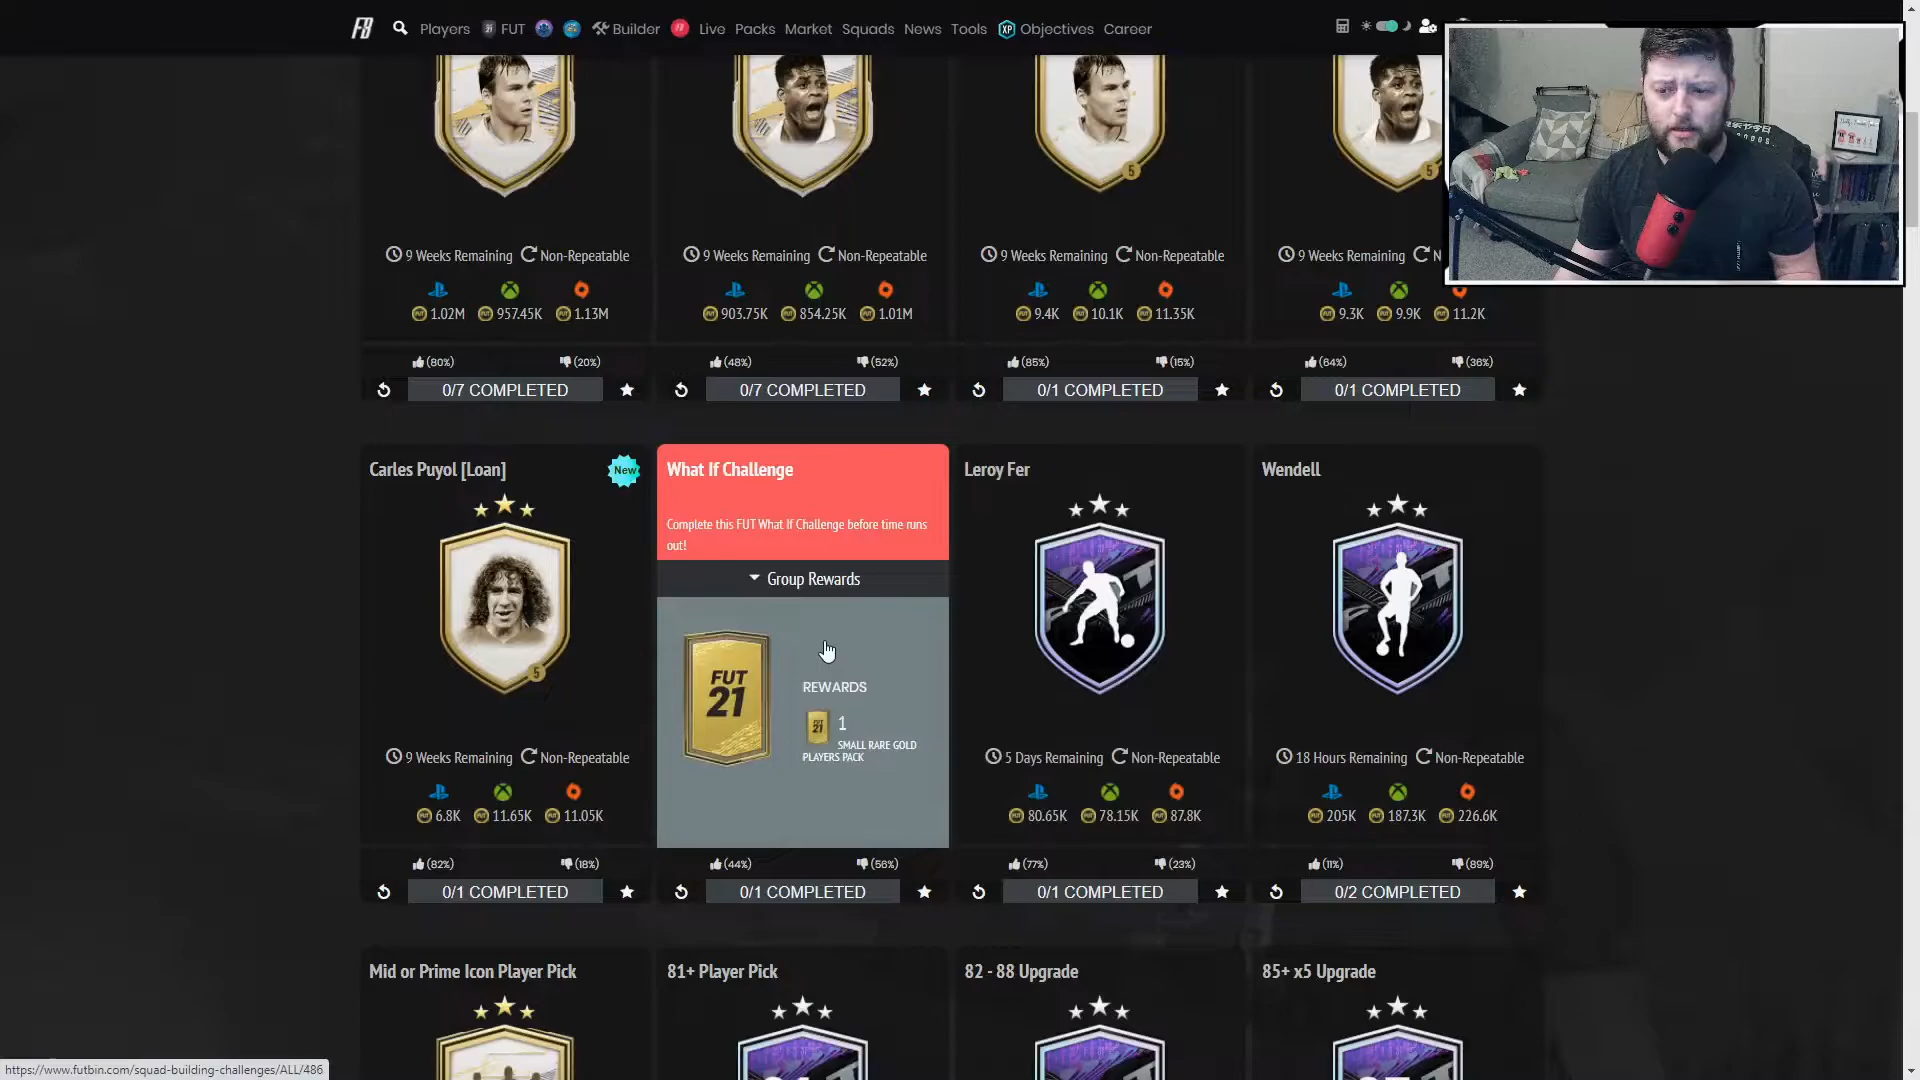 FB Players FUT Builder Live Packs Market Squads News Tools XP Objectives Career
5 5
9 Weeks Remaining Non-Repeatable 9 Weeks Remaining Non-Repeatable 9 Weeks Remaining Non-Repeatable 9 Weeks Remaining
1.02M 957.45K 1.13M 903.75K 854.25K 1.01M 9.4K 10.1K 11.35K 9.3K 9.9K 11.2K
(80%) (20%) (48%) (52%) (85%) (15%) (64%) (36%)
0/7 COMPLETED 0/7 COMPLETED 0/1 COMPLETED 0/1 COMPLETED
Carles Puyol [Loan] New What If Challenge Leroy Fer Wendell
Complete this FUT What If Challenge before time runs
out!
Group Rewards
5
FUT
21
REWARDS
FUT 21 1
SMALL RARE GOLD
PLAYERS PACK
9 Weeks Remaining Non-Repeatable 5 Days Remaining Non-Repeatable 18 Hours Remaining Non-Repeatable
6.8K 11.65K 11.05K 80.65K 78.15K 87.8K 205K 187.3K 226.6K
(82%) (18%) (44%) (56%) (77%) (23%) (11%) (89%)
0/1 COMPLETED 0/1 COMPLETED 0/1 COMPLETED 0/2 COMPLETED
Mid or Prime Icon Player Pick 81+ Player Pick 82 - 88 Upgrade 85+ x5 Upgrade
https://www.futbin.com/squad-building-challenges/ALL/486